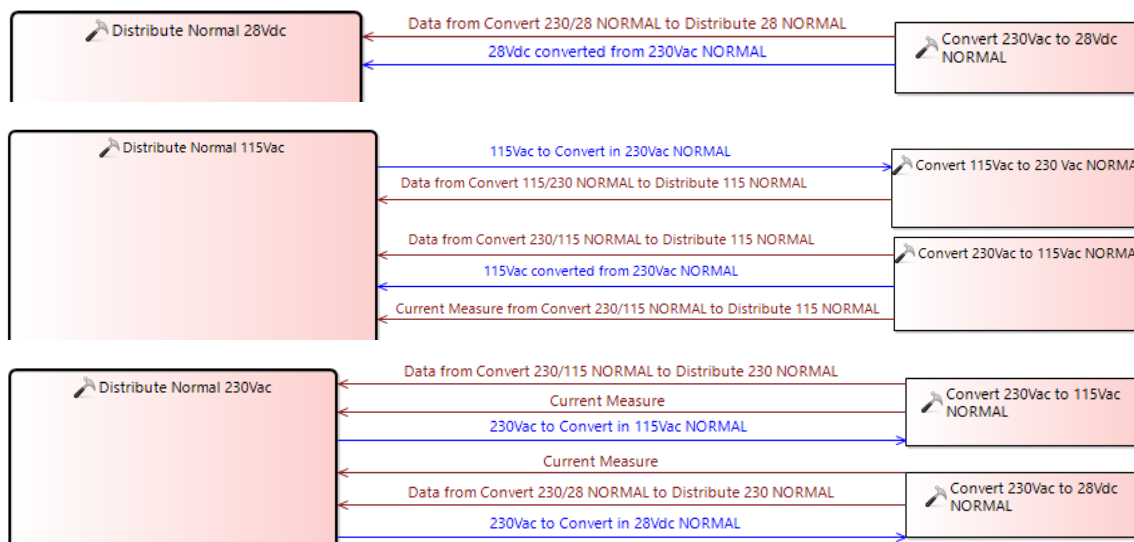 Distribute Normal 28Vdc
Data from Convert 230/28 NORMAL to Distribute 28 NORMAL
28Vdc converted from 230Vac NORMAL
Convert 230Vac to 28Vdc
NORMAL
Distribute Normal 115Vac
115Vac to Convert in 230Vac NORMAL
Data from Convert 115/230 NORMAL to Distribute 115 NORMAL
Convert 115Vac to 230 Vac NORMA
Data from Convert 230/115 NORMAL to Distribute 115 NORMAL
115Vac converted from 230Vac NORMAL
Current Measure from Convert 230/115 NORMAL to Distribute 115 NORMAL
Convert 230Vac to 115Vac NORMA
Distribute Normal 230Vac
Data from Convert 230/115 NORMAL to Distribute 230 NORMAL
Current Measure
230Vac to Convert in 115Vac NORMAL
Convert 230Vac to 115Vac
NORMAL
Current Measure
Data from Convert 230/28 NORMAL to Distribute 230 NORMAL
230Vac to Convert in 28Vdc NORMAL
Convert 230Vac to 28Vdc
NORMAL